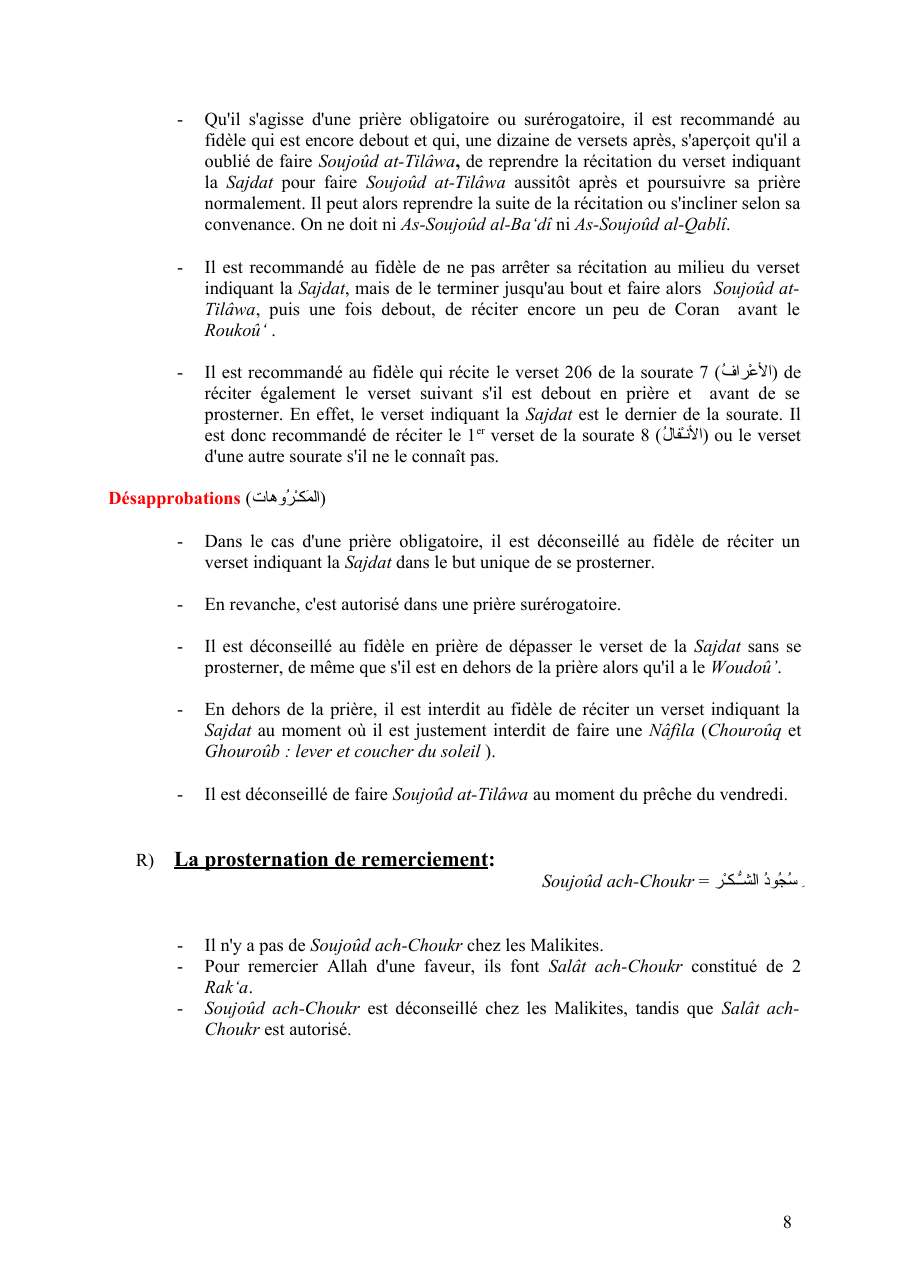 - Qu'il s'agisse d'une prière obligatoire ou surérogatoire, il est recommandé au
fidèle qui est encore debout et qui, une dizaine de versets après, s'aperçoit qu'il a
oublié de faire Soujoûd at-Tilâwa, de reprendre la récitation du verset indiquant
la Sajdat pour faire Soujoûd at-Tilâwa aussitôt après et poursuivre sa prière
normalement. Il peut alors reprendre la suite de la récitation ou s'incliner selon sa
convenance. On ne doit ni As-Soujoûd al-Ba‘dî ni As-Soujoûd al-Qablî.
- Il est recommandé au fidèle de ne pas arrêter sa récitation au milieu du verset
indiquant la Sajdat, mais de le terminer jusqu'au bout et faire alors Soujoûd at-
Tilâwa, puis une fois debout, de réciter encore un peu de Coran avant le
Roukoû‘ .
- Il est recommandé au fidèle qui récite le verset 206 de la sourate 7 (الأعْرافُ) de
réciter également le verset suivant s'il est debout en prière et avant de se
prosterner. En effet, le verset indiquant la Sajdat est le dernier de la sourate. Il
est donc recommandé de réciter le 1er verset de la sourate 8 (الأنـْفالُ) ou le verset
d'une autre sourate s'il ne le connaît pas.
Désapprobations (المَكـْرُوهات)
- Dans le cas d'une prière obligatoire, il est déconseillé au fidèle de réciter un
verset indiquant la Sajdat dans le but unique de se prosterner.
- En revanche, c'est autorisé dans une prière surérogatoire.
- Il est déconseillé au fidèle en prière de dépasser le verset de la Sajdat sans se
prosterner, de même que s'il est en dehors de la prière alors qu'il a le Woudoû’.
- En dehors de la prière, il est interdit au fidèle de réciter un verset indiquant la
Sajdat au moment où il est justement interdit de faire une Nâfila (Chouroûq et
Ghouroûb : lever et coucher du soleil ).
- Il est déconseillé de faire Soujoûd at-Tilâwa au moment du prêche du vendredi.
R) La prosternation de remerciement:
Soujoûd ach-Choukr = سُجُودُ الشـُّـكـْر .
- Il n'y a pas de Soujoûd ach-Choukr chez les Malikites.
- Pour remercier Allah d'une faveur, ils font Salât ach-Choukr constitué de 2
Rak‘a.
- Soujoûd ach-Choukr est déconseillé chez les Malikites, tandis que Salât ach-
Choukr est autorisé.
8